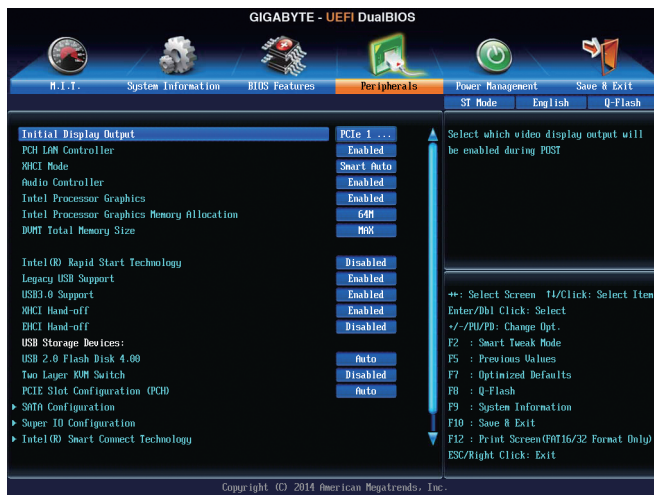 GIGABYTE - UEFI DualBIOS
M.I.T. System Information BIOS Features Peripherals Power Management Save & Exit
ST Mode English Q-Flash
Initial Display Output PCIe 1 ...
PCH LAN Controller Enabled
XHCI Mode Smart Auto
Audio Controller Enabled
Intel Processor Graphics Enabled
Intel Processor Graphics Memory Allocation 64M
DVMT Total Memory Size MAX
Intel(R) Rapid Start Technology Disabled
Legacy USB Support Enabled
USB3.0 Support Enabled
XHCI Hand-off Enabled
EHCI Hand-off Disabled
USB Storage Devices:
USB 2.0 Flash Disk 4.00 Auto
Two Layer KVM Switch Disabled
PCIE Slot Configuration (PCH) Auto
SATA Configuration
Super IO Configuration
Intel(R) Smart Connect Technology
Select which video display output will
be enabled during POST
→←: Select Screen ↑↓/Click: Select Item
Enter/Dbl Click: Select
+/-/PU/PD: Change Opt.
F2 : Smart Tweak Mode
F5 : Previous Values
F7 : Optimized Defaults
F8 : Q-Flash
F9 : System Information
F10 : Save & Exit
F12 : Print Screen(FAT16/32 Format Only)
ESC/Right Click: Exit
Copyright (C) 2014 American Megatrends, Inc.